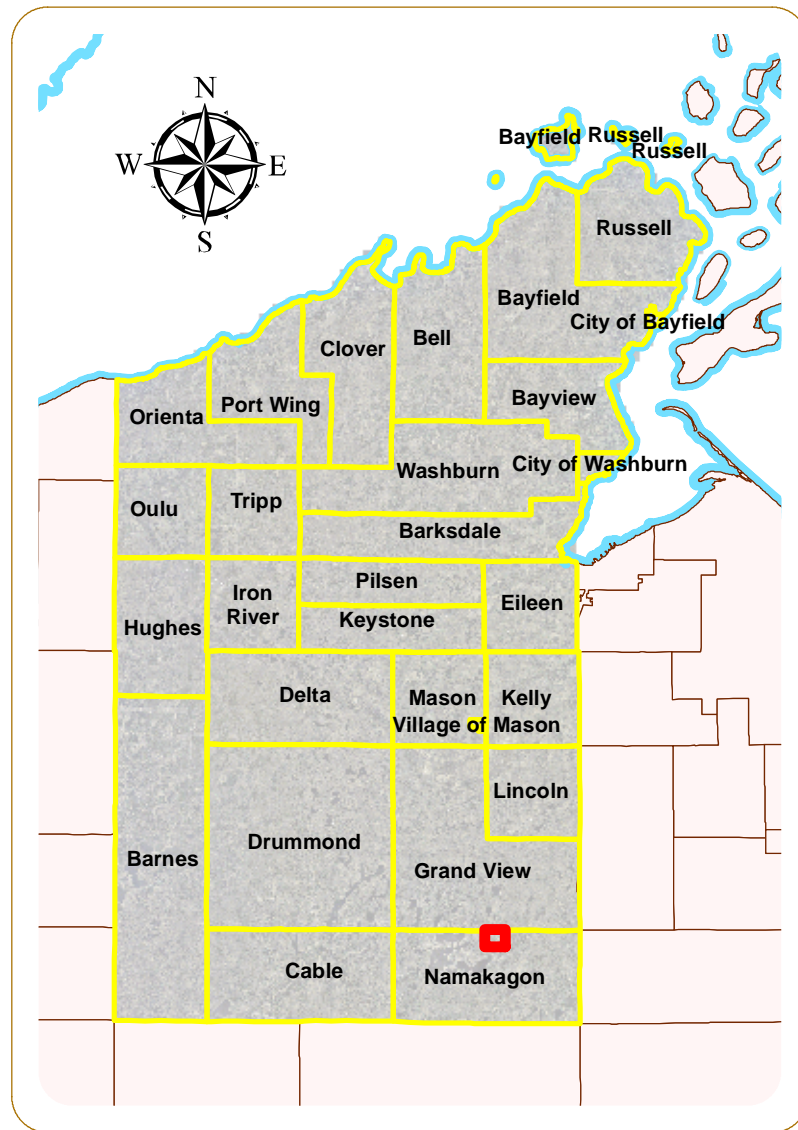 N
W E
S
Bayfield
Russell
Russell
Russell
Bayfield
City of Bayfield
Clover
Bell
Bayview
Orienta
Port Wing
Washburn
City of Washburn
Oulu
Tripp
Barksdale
Pilsen
Iron
River
Eileen
Hughes
Keystone
Delta
Mason
Kelly
Village of
Mason
Lincoln
Drummond
Barnes
Grand View
Cable
Namakagon